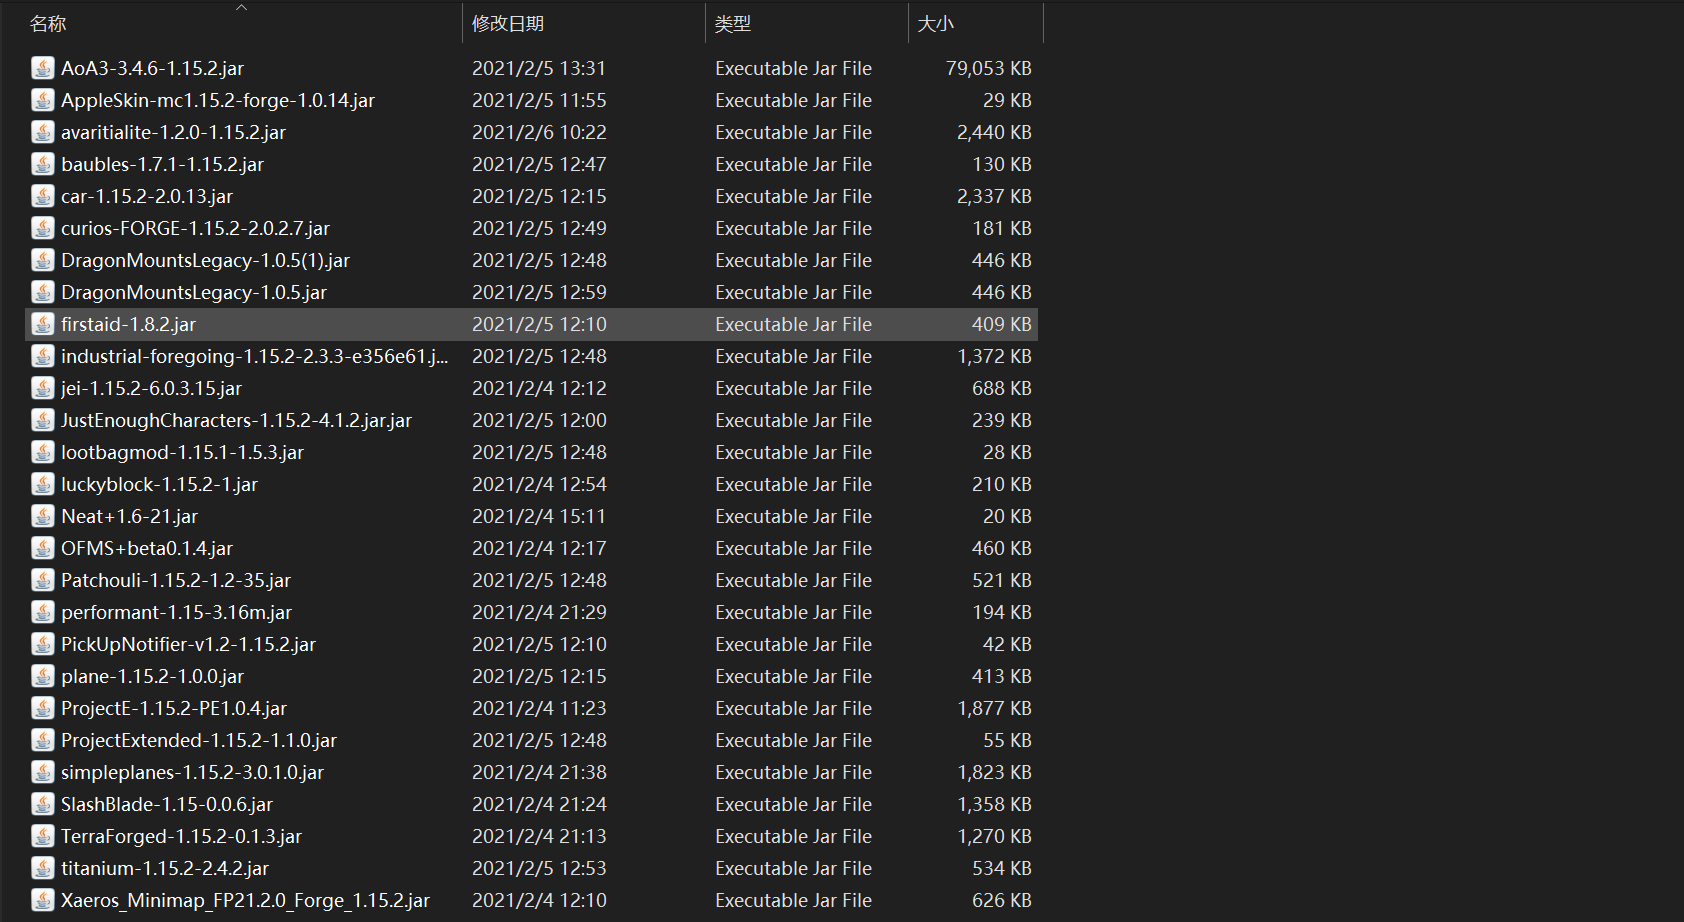 名称 修改日期 类型 大小
AoA3-3.4.6-1.15.2.jar 2021/2/5 13:31 Executable Jar File 79,053 KB
AppleSkin-mc1.15.2-forge-1.0.14.jar 2021/2/5 11:55 Executable Jar File 29 KB
avaritialite-1.2.0-1.15.2.jar 2021/2/6 10:22 Executable Jar File 2,440 KB
baubles-1.7.1-1.15.2.jar 2021/2/5 12:47 Executable Jar File 130 KB
car-1.15.2-2.0.13.jar 2021/2/5 12:15 Executable Jar File 2,337 KB
curios-FORGE-1.15.2-2.0.2.7.jar 2021/2/5 12:49 Executable Jar File 181 KB
DragonMountsLegacy-1.0.5(1).jar 2021/2/5 12:48 Executable Jar File 446 KB
DragonMountsLegacy-1.0.5.jar 2021/2/5 12:59 Executable Jar File 446 KB
firstaid-1.8.2.jar 2021/2/5 12:10 Executable Jar File 409 KB
industrial-foregoing-1.15.2-2.3.3-e356e61.j... 2021/2/5 12:48 Executable Jar File 1,372 KB
jei-1.15.2-6.0.3.15.jar 2021/2/4 12:12 Executable Jar File 688 KB
JustEnoughCharacters-1.15.2-4.1.2.jar.jar 2021/2/5 12:00 Executable Jar File 239 KB
lootbagmod-1.15.1-1.5.3.jar 2021/2/5 12:48 Executable Jar File 28 KB
luckyblock-1.15.2-1.jar 2021/2/4 12:54 Executable Jar File 210 KB
Neat+1.6-21.jar 2021/2/4 15:11 Executable Jar File 20 KB
OFMS+beta0.1.4.jar 2021/2/4 12:17 Executable Jar File 460 KB
Patchouli-1.15.2-1.2-35.jar 2021/2/5 12:48 Executable Jar File 521 KB
performant-1.15-3.16m.jar 2021/2/4 21:29 Executable Jar File 194 KB
PickUpNotifier-v1.2-1.15.2.jar 2021/2/5 12:10 Executable Jar File 42 KB
plane-1.15.2-1.0.0.jar 2021/2/5 12:15 Executable Jar File 413 KB
ProjectE-1.15.2-PE1.0.4.jar 2021/2/4 11:23 Executable Jar File 1,877 KB
ProjectExtended-1.15.2-1.1.0.jar 2021/2/5 12:48 Executable Jar File 55 KB
simpleplanes-1.15.2-3.0.1.0.jar 2021/2/4 21:38 Executable Jar File 1,823 KB
SlashBlade-1.15-0.0.6.jar 2021/2/4 21:24 Executable Jar File 1,358 KB
TerraForged-1.15.2-0.1.3.jar 2021/2/4 21:13 Executable Jar File 1,270 KB
titanium-1.15.2-2.4.2.jar 2021/2/5 12:53 Executable Jar File 534 KB
Xaeros_Minimap_FP21.2.0_Forge_1.15.2.jar 2021/2/4 12:10 Executable Jar File 626 KB